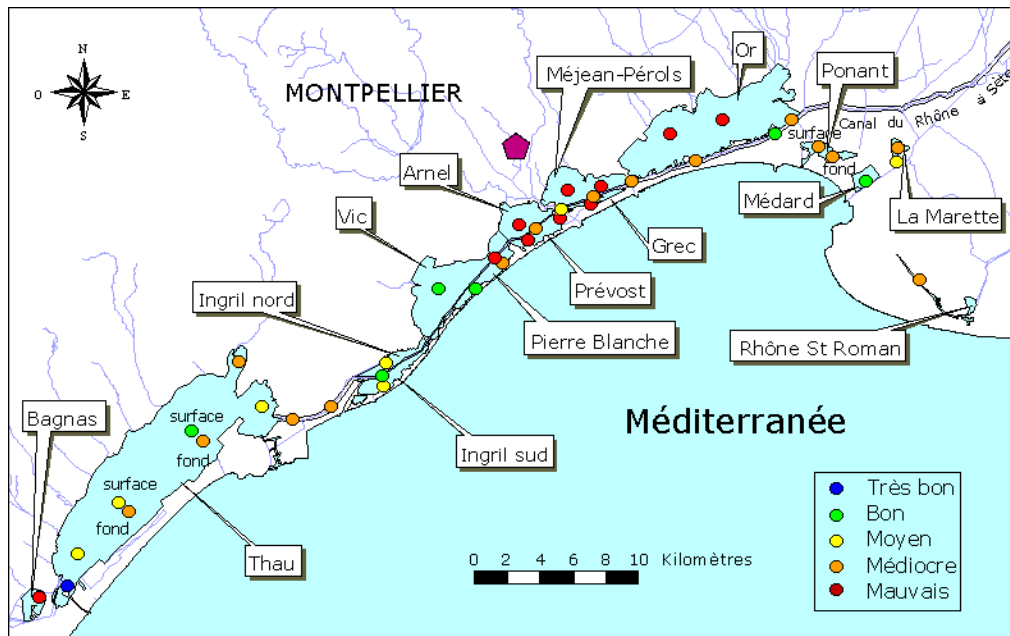 N
O
E
S
MONTPELLIER
Or
Méjean-Pérols
Ponant
surface
Canal du Rhône à Sète
fond
Arnel
Médard
La Marette
Vic
Grec
Ingril nord
Prévost
Pierre Blanche
Rhône St Roman
Bagnas
surface
fond
Méditerranée
Ingril sud
surface
fond
Thau
0 2 4 6 8 10 Kilomètres
Très bon
Bon
Moyen
Médiocre
Mauvais